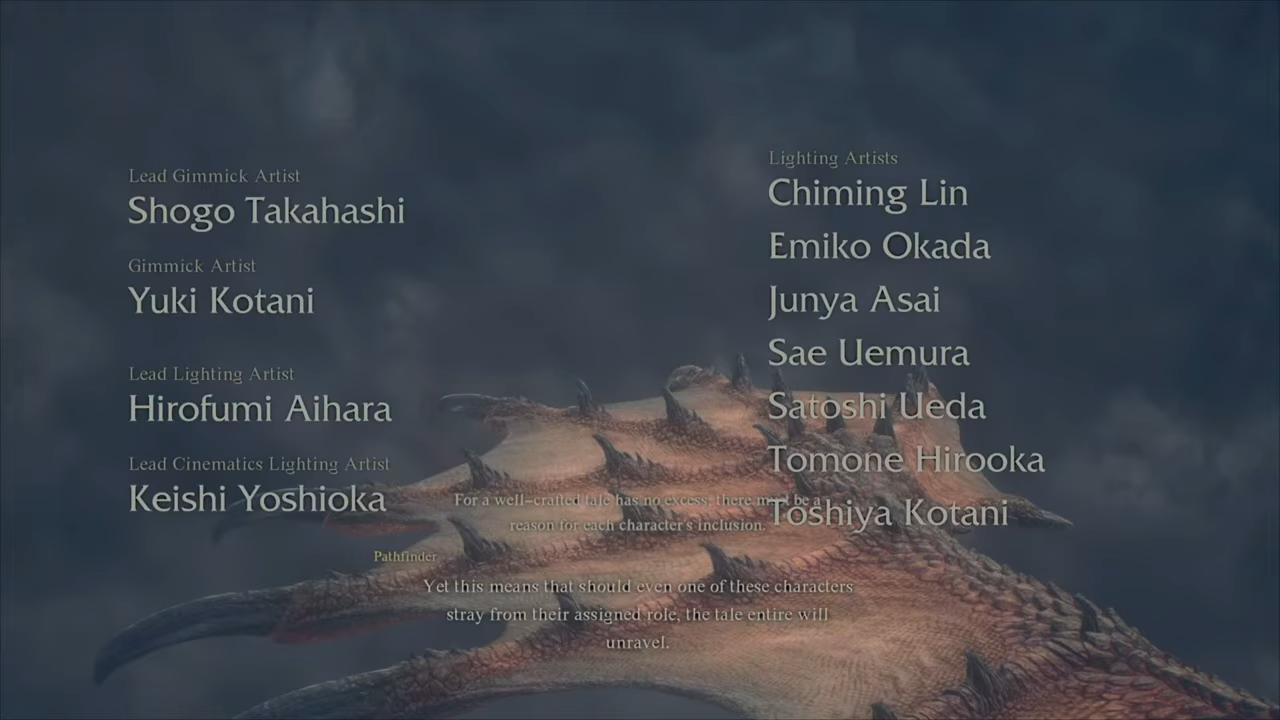 Lead Gimmick Artist
Shogo Takahashi
Gimmick Artist
Yuki Kotani
Lead Lighting Artist
Hirofumi Aihara
Lead Cinematics Lighting Artist
Keishi Yoshioka
Lighting Artists
Chiming Lin
Emiko Okada
Junya Asai
Sae Uemura
Satoshi Ueda
Tomone Hirooka
Toshiya Kotani
For a well-crafted tale has no excess; there must be a
reason for each character's inclusion.
Pathfinder
Yet this means that should even one of these characters
stray from their assigned role, the tale entire will
unravel.